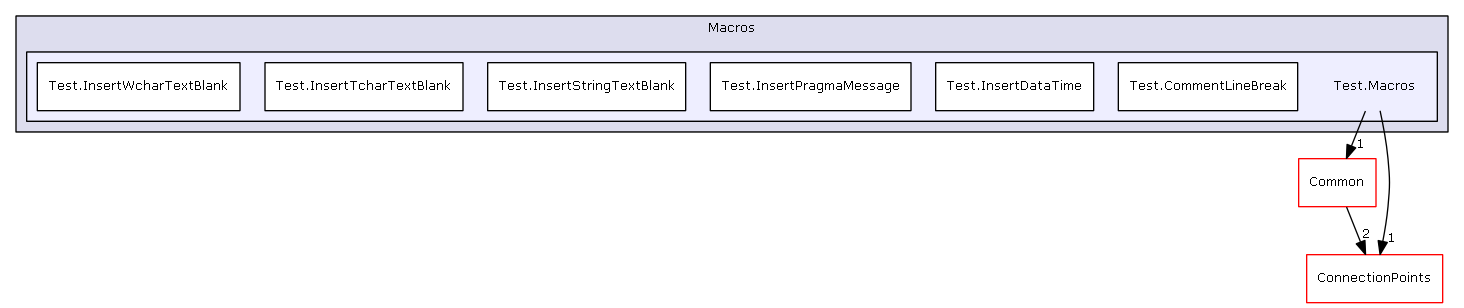 Macros
Test.InsertWcharTextBlank
Test.InsertTcharTextBlank
Test.InsertStringTextBlank
Test.InsertPragmaMessage
Test.InsertDataTime
Test.CommentLineBreak
Test.Macros
1
Common
2
1
ConnectionPoints